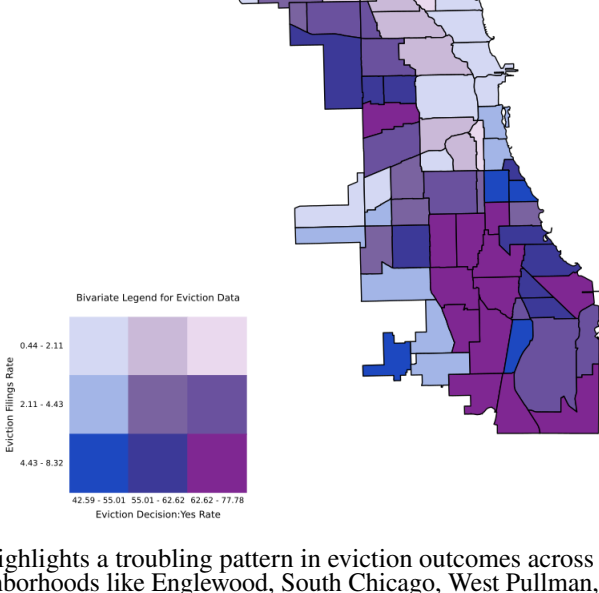 Bivariate Legend for Eviction Data
Eviction Filings Rate
0.44 - 2.11
2.11 - 4.43
4.43 - 8.32
42.59 - 55.01 55.01 - 62.62 62.62 - 77.78
Eviction Decision:Yes Rate
ighlights a troubling pattern in eviction outcomes across
nborhoods like Englewood, South Chicago, West Pullman,